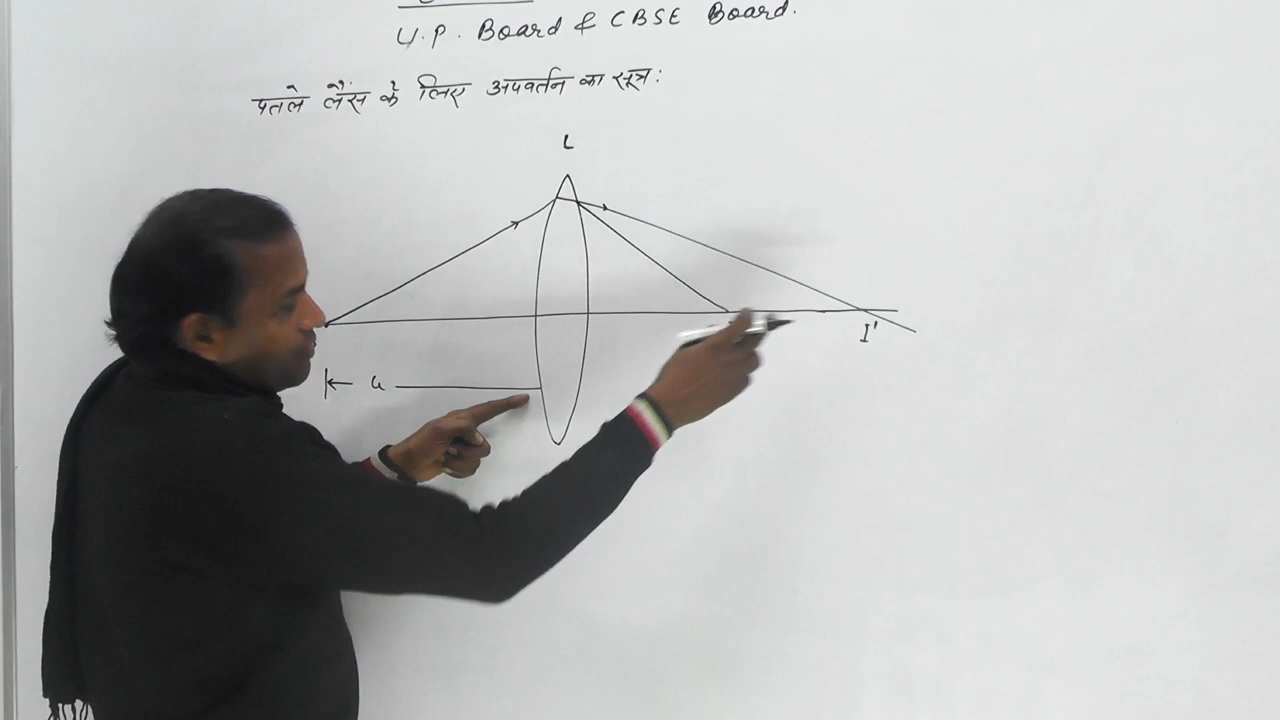 U.P. Board & CBSE Board.
पतले लैंस के लिए अपवर्तन का सूत्र:
L
I'
u